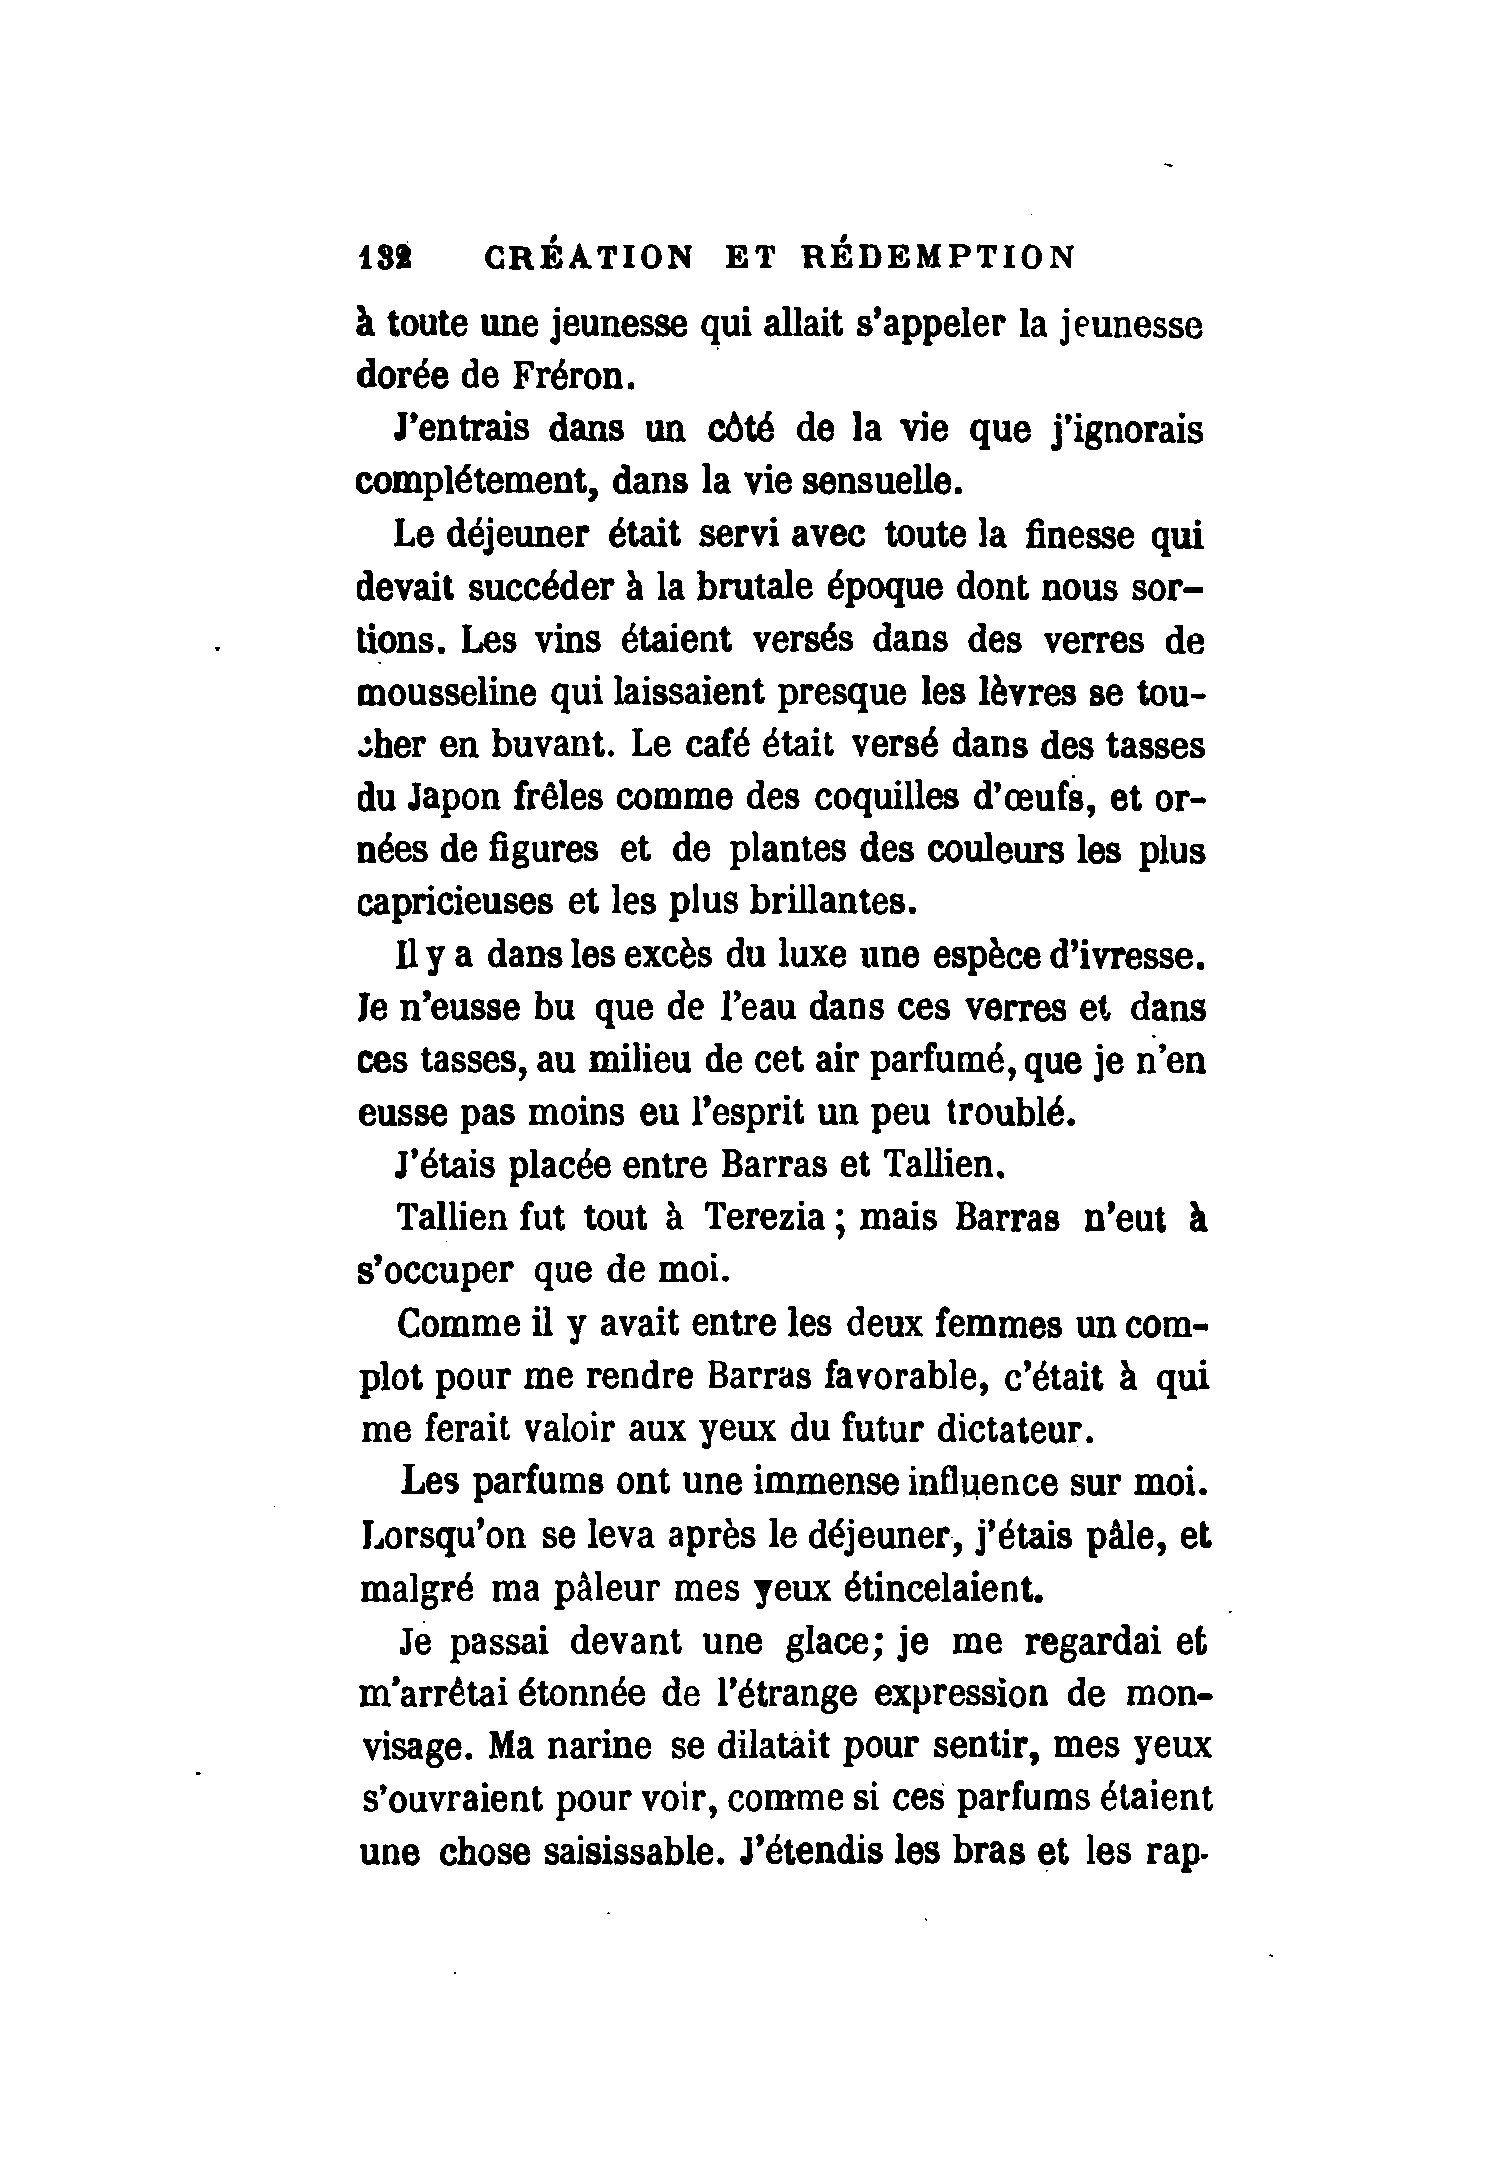 132 CRÉATION ET RÉDEMPTION
à toute une jeunesse qui allait s'appeler la jeunesse
dorée de Fréron.
J'entrais dans un côté de la vie que j'ignorais
complétement, dans la vie sensuelle.
Le déjeuner était servi avec toute la finesse qui
devait succéder à la brutale époque dont nous sor-
tions. Les vins étaient versés dans des verres de
mousseline qui laissaient presque les lèvres se tou-
cher en buvant. Le café était versé dans des tasses
du Japon frêles comme des coquilles d'œufs, et or-
nées de figures et de plantes des couleurs les plus
capricieuses et les plus brillantes.
Il y a dans les excès du luxe une espèce d'ivresse.
Je n'eusse bu que de l'eau dans ces verres et dans
ces tasses, au milieu de cet air parfumé, que je n'en
eusse pas moins eu l'esprit un peu troublé.
J'étais placée entre Barras et Tallien.
Tallien fut tout à Terezia ; mais Barras n'eut à
s'occuper que de moi.
Comme il y avait entre les deux femmes un com-
plot pour me rendre Barras favorable, c'était à qui
me ferait valoir aux yeux du futur dictateur.
Les parfums ont une immense influence sur moi.
Lorsqu'on se leva après le déjeuner, j'étais pâle, et
malgré ma pâleur mes yeux étincelaient.
Je passai devant une glace; je me regardai et
m'arrêtai étonnée de l'étrange expression de mon-
visage. Ma narine se dilatait pour sentir, mes yeux
s'ouvraient pour voir, comme si ces parfums étaient
une chose saisissable. J'étendis les bras et les rap-